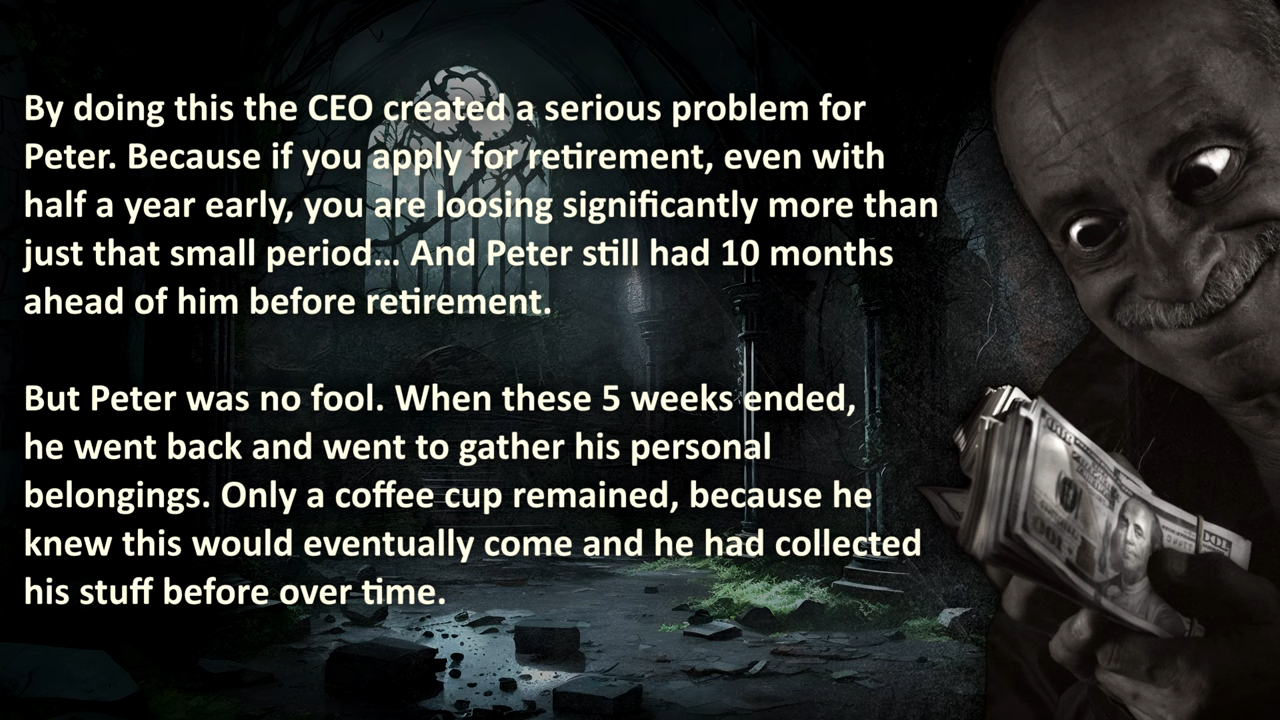 By doing this the CEO created a serious problem for
Peter. Because if you apply for retirement, even with
half a year early, you are loosing significantly more than
just that small period... And Peter still had 10 months
ahead of him before retirement.
But Peter was no fool. When these 5 weeks ended,
he went back and went to gather his personal
belongings. Only a coffee cup remained, because he
knew this would eventually come and he had collected
his stuff before over time.